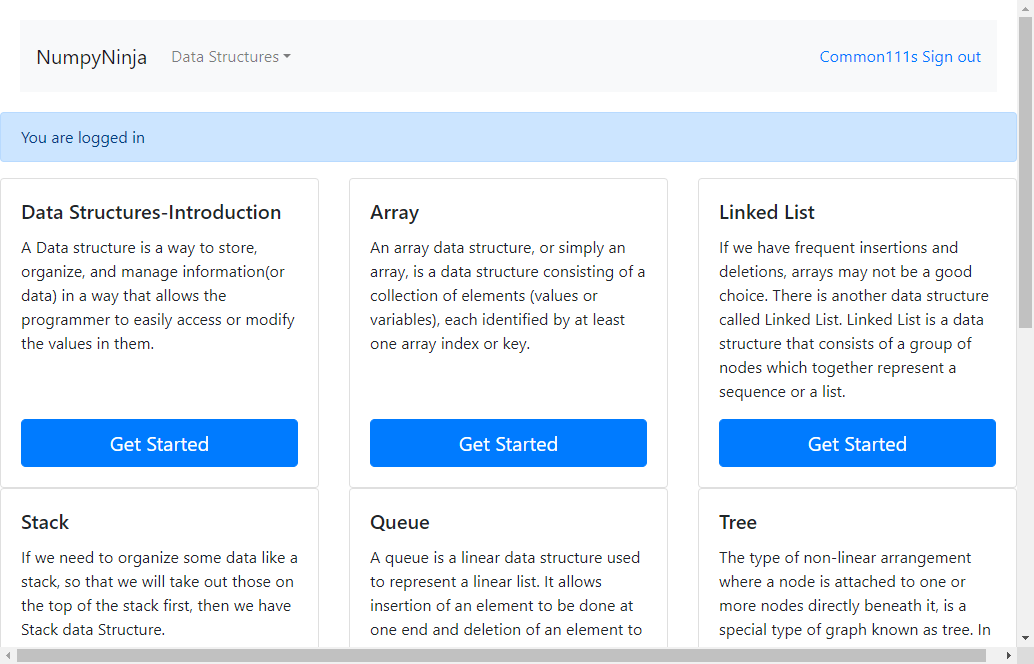 NumpyNinja Data Structures Common111s Sign out
You are logged in
Data Structures-Introduction
A Data structure is a way to store,
organize, and manage information(or
data) in a way that allows the
programmer to easily access or modify
the values in them.
Get Started
Array
An array data structure, or simply an
array, is a data structure consisting of a
collection of elements (values or
variables), each identified by at least
one array index or key.
Get Started
Linked List
If we have frequent insertions and
deletions, arrays may not be a good
choice. There is another data structure
called Linked List. Linked List is a data
structure that consists of a group of
nodes which together represent a
sequence or a list.
Get Started
Stack
If we need to organize some data like a
stack, so that we will take out those on
the top of the stack first, then we have
Stack data Structure.
Queue
A queue is a linear data structure used
to represent a linear list. It allows
insertion of an element to be done at
one end and deletion of an element to
Tree
The type of non-linear arrangement
where a node is attached to one or
more nodes directly beneath it, is a
special type of graph known as tree. In